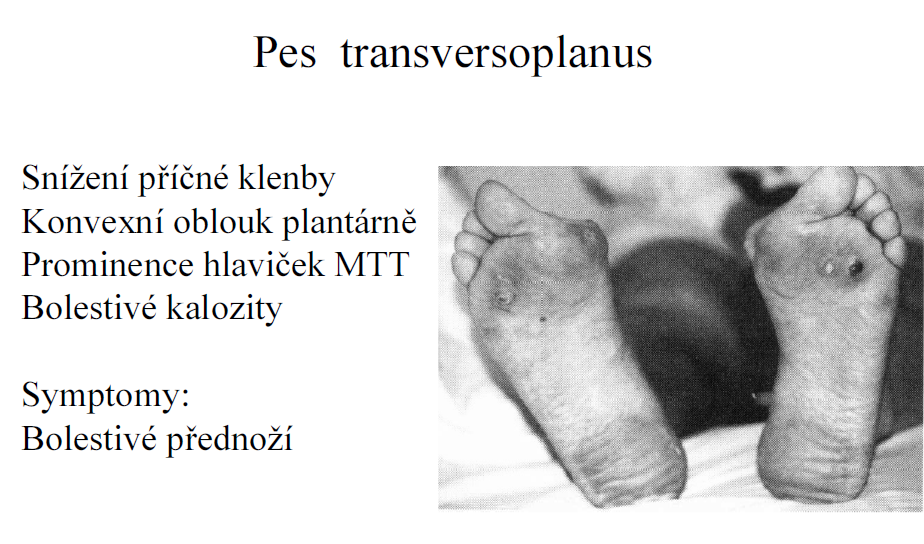 Pes transversoplanus
Snížení příčné klenby
Konvexní oblouk plantárně
Prominence hlaviček MTT
Bolestivé kalozity
Symptomy:
Bolestivé přednoží